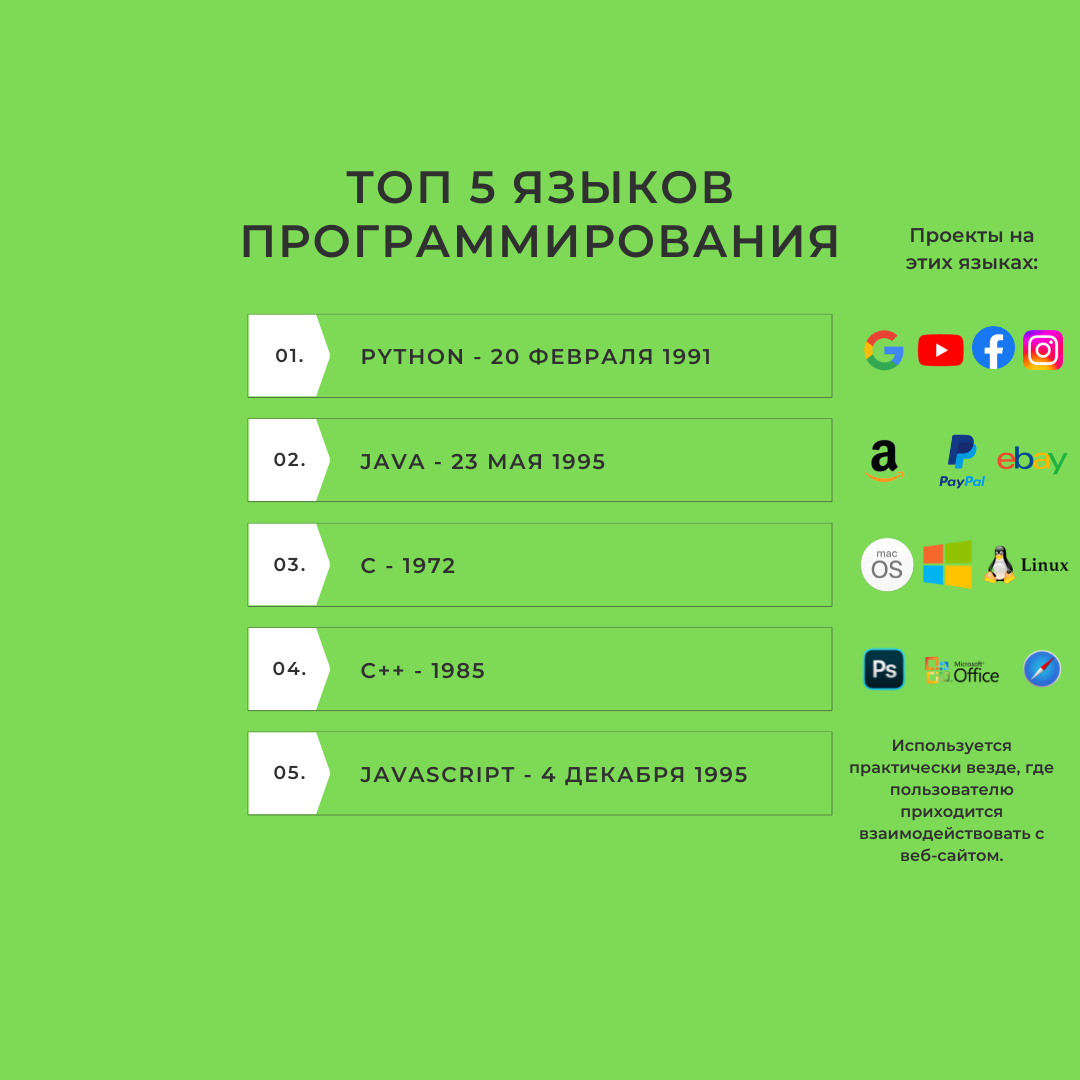 ТОП 5 ЯЗЫКОВ
ПРОГРАММИРОВАНИЯ
Проекты на
этих языках:
01.
PYTHON - 20 ФЕВРАЛЯ 1991
02.
JAVA - 23 МАЯ 1995
a
PayPal
ebay
03.
C - 1972
mac
OS
Linux
04.
C++ - 1985
Ps
Microsoft
Office
05.
JAVASCRIPT - 4 ДЕКАБРЯ 1995
Используется
практически везде, где
пользователю
приходится
взаимодействовать с
веб-сайтом.